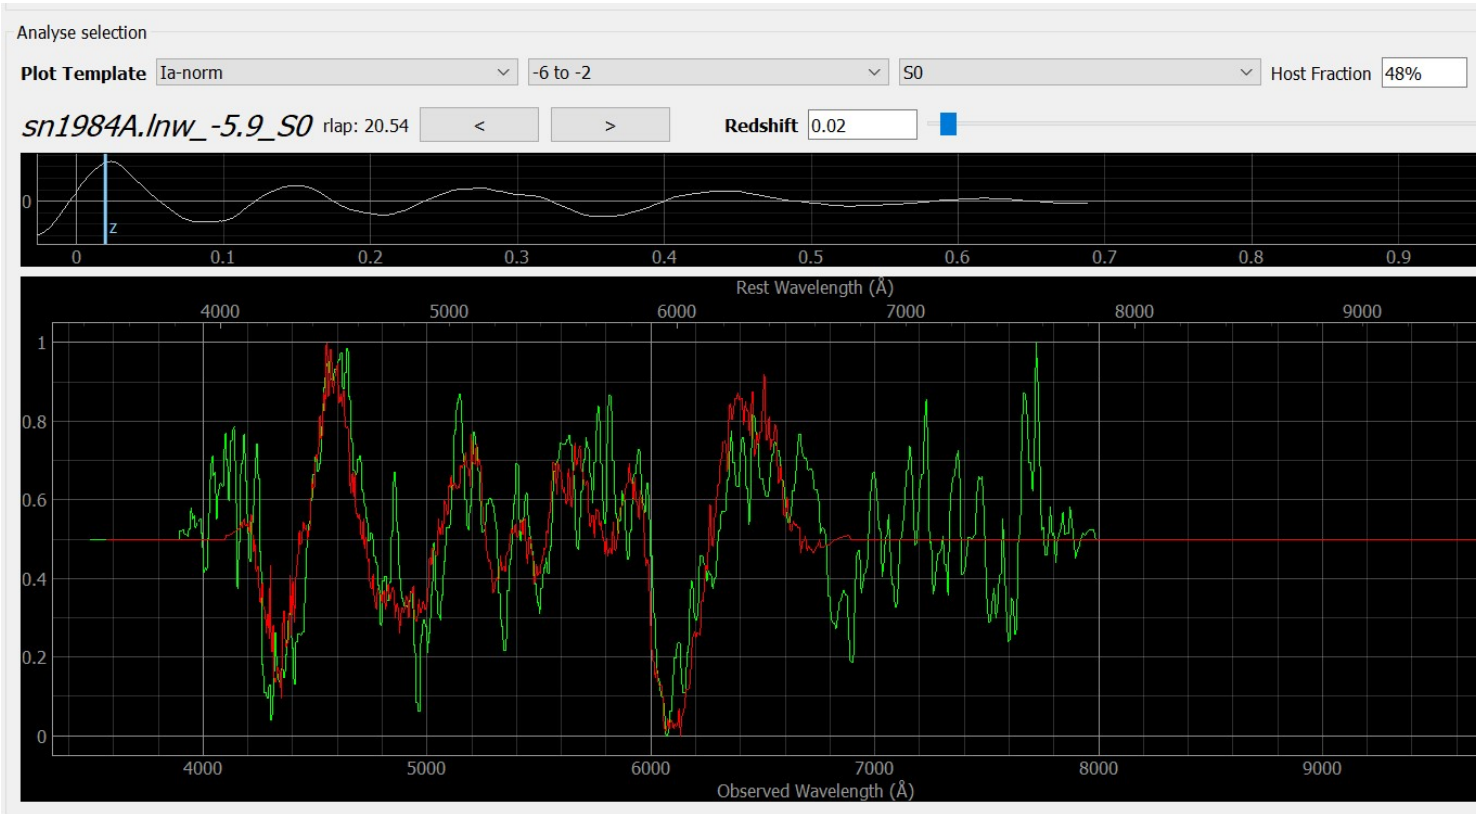 Analyse selection
Plot Template Ia-norm -6 to -2 S0 Host Fraction 48%
sn1984A.lnw_-5.9_S0 rlap: 20.54 < > Redshift 0.02
0
z
0 0.1 0.2 0.3 0.4 0.5 0.6 0.7 0.8 0.9
Rest Wavelength (Å)
4000 5000 6000 7000 8000 9000
1
0.8
0.6
0.4
0.2
0
4000 5000 6000 7000 8000 9000
Observed Wavelength (Å)